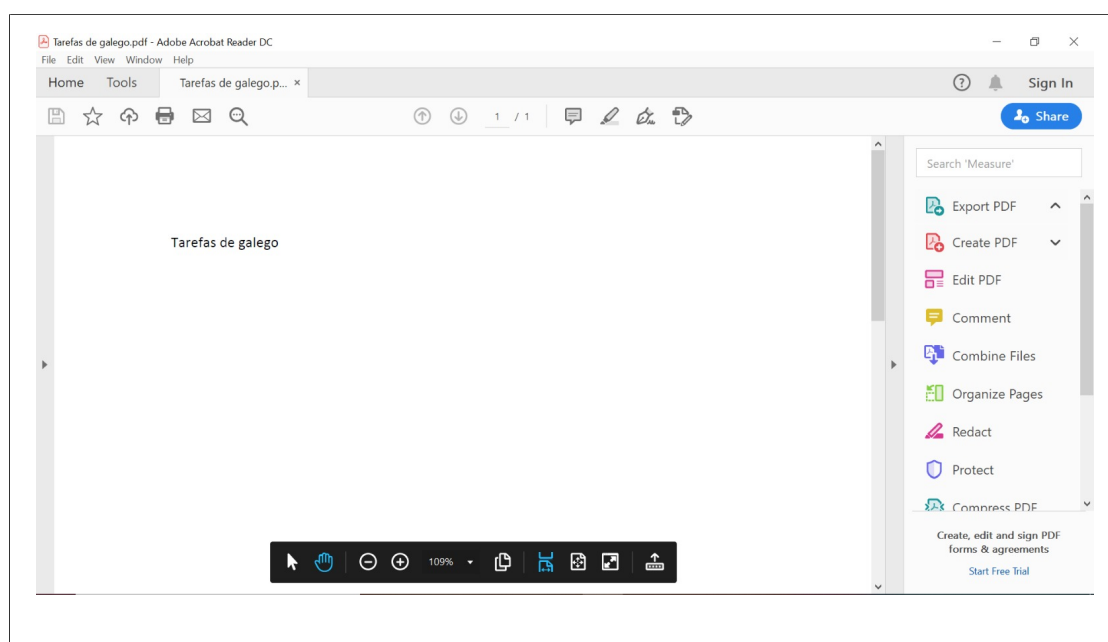 Tarefas de galego.pdf - Adobe Acrobat Reader DC
File Edit View Window Help
Home Tools Tarefas de galego.p... ×
Sign In
1 / 1
Share
Search 'Measure'
Export PDF
Create PDF
Tarefas de galego
Edit PDF
Comment
Combine Files
Organize Pages
Redact
Protect
Compress PDF
Create, edit and sign PDF
forms & agreements
Start Free Trial
109%